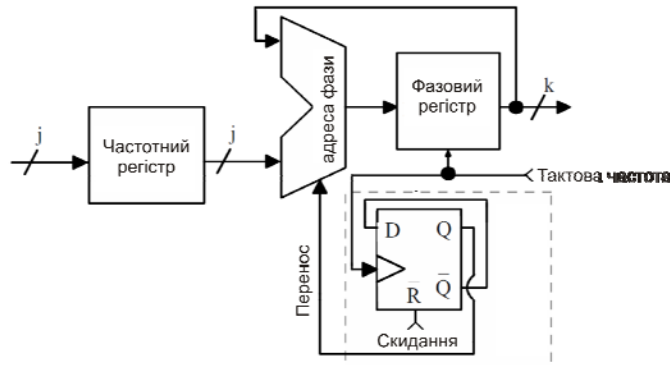 j
Частотний
регістр
j
адреса фази
Фазовий
регістр
k
Тактова частота
D Q
R Q
Скидання
Перенос